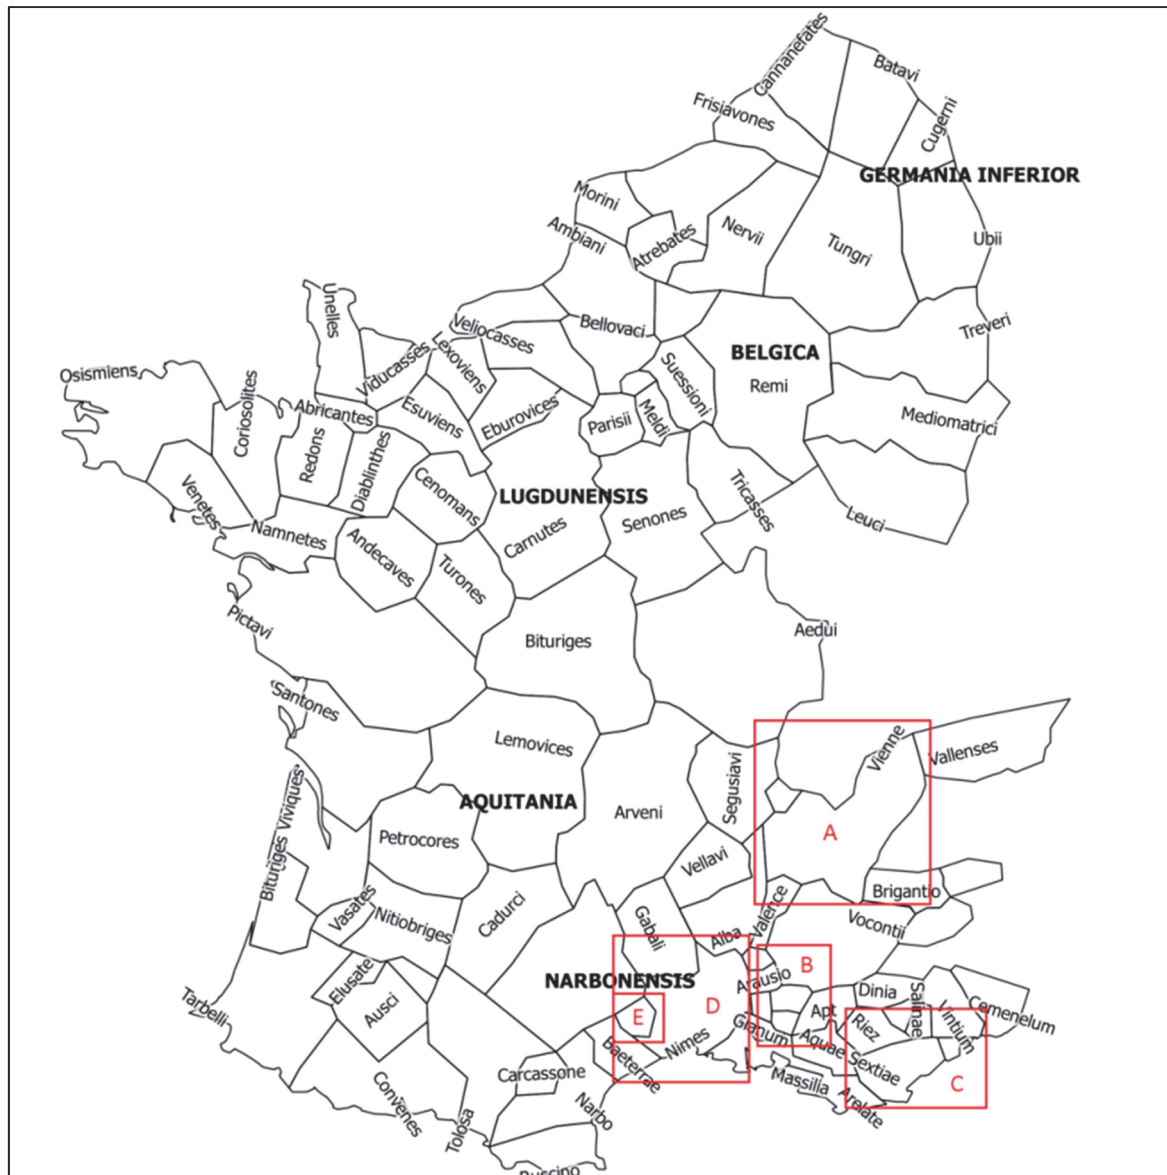 Cannanefates
Batavi
Frisiavones
Cugerni
GERMANIA INFERIOR
Morini
Ambiani
Atrebates
Nervii
Tungri
Ubii
Unelles
Veliocasses
Bellovaci
Treveri
Viducasses
Lexoviens
Suessioni
BELGICA
Remi
Osismiens
Coriosolites
Abricantes
Esuviens
Eburovices
Parisii
Meldi
Mediomatrici
Redons
Diablinthes
Cenomans
LUGDUNENSIS
Tricasses
Venetes
Namnetes
Andecaves
Turones
Carnutes
Senones
Leuci
Pictavi
Bituriges
Aedui
Santones
Lemovices
Segusiavi
Vienne
Vallenses
Bituriges Viviques
AQUITANIA
Arveni
A
Petrocores
Vellavi
Brigantio
Vasates
Nitiobriges
Cadurci
Gabali
Alba
Valence
Vocontii
NARBONENSIS
Arausio
B
Elusate
Ausci
Dinia
Salinae
Vintium
Cemenelum
Tarbelli
E
D
Apt
Riez
Glanum
Nimes
Aquae Sextiae
Baeterrae
Carcassone
Massilia
Arelate
C
Convenes
Tolosa
Narbo
Ruscino